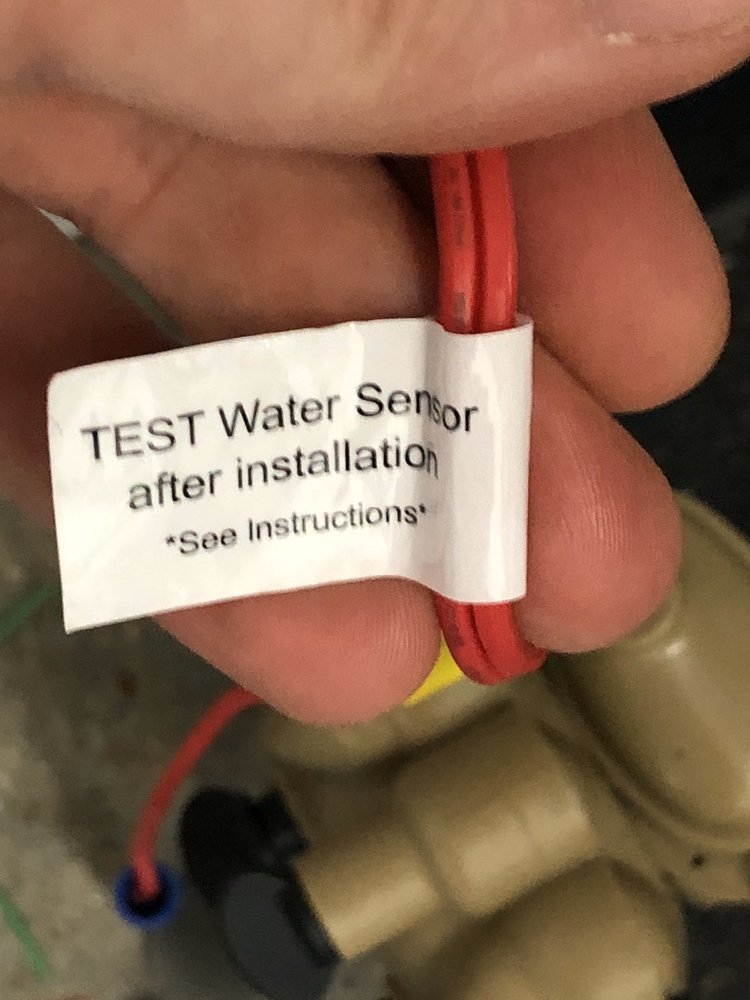 TEST Water Sensor
after installation
*See Instructions*